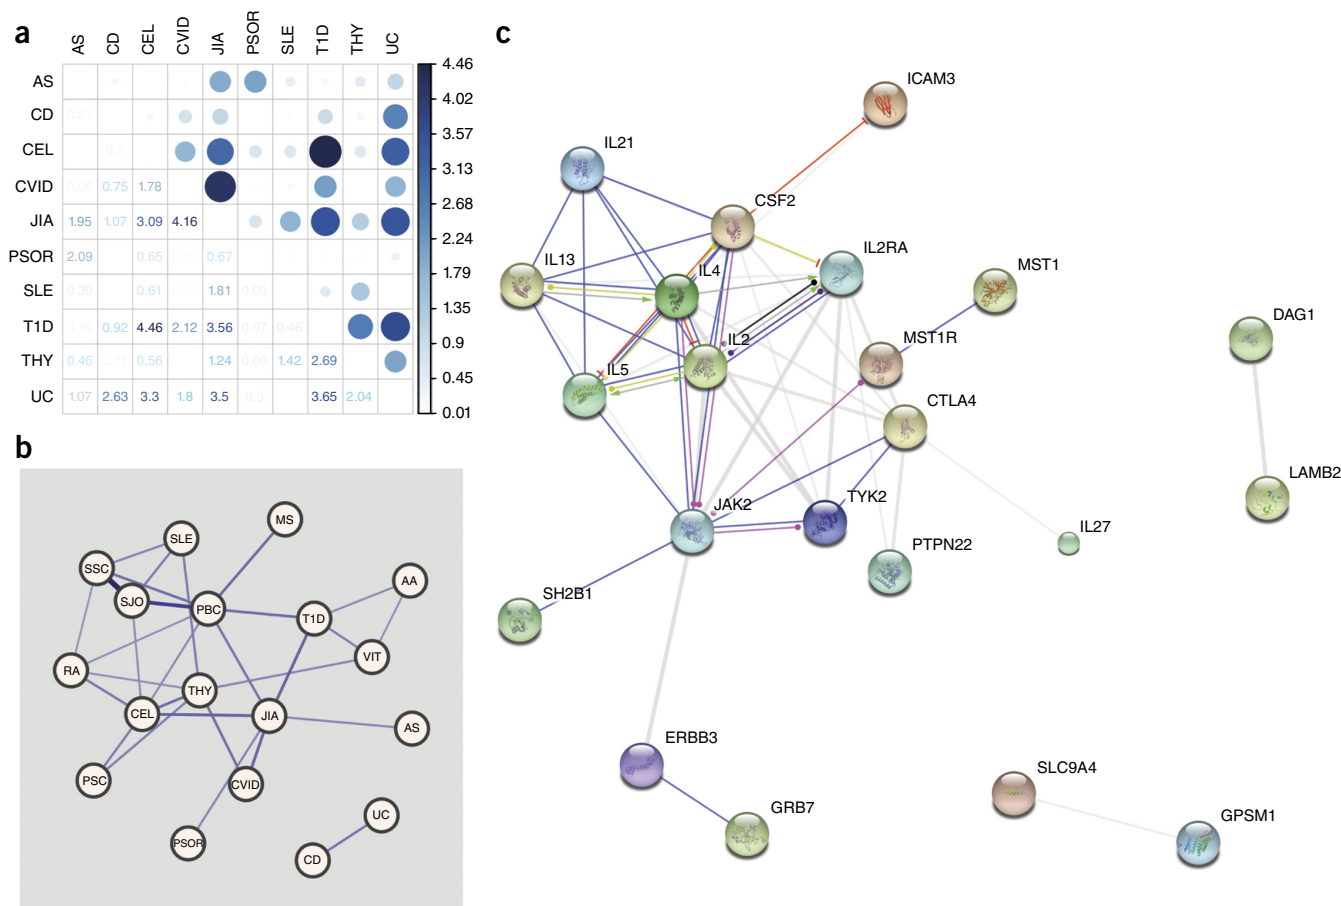 a
AS CD CEL CVID JIA PSOR SLE T1D THY UC
AS
CD 0.21
CEL 0.2
CVID 0.75 1.78
JIA 1.95 1.07 3.09 4.16
PSOR 2.09 0.65 0.67
SLE 0.39 0.61 1.81 0.09
T1D 0.92 4.46 2.12 3.56 0.07 0.46
THY 0.46 0.21 0.56 1.24 0.06 1.42 2.69
UC 1.07 2.63 3.3 1.8 3.5 0.3 3.65 2.04
4.46
4.02
3.57
3.13
2.68
2.24
1.79
1.35
0.9
0.45
0.01
b
MS
SLE
SSC
AA
SJO
PBC
T1D
VIT
RA
THY
CEL
JIA
AS
PSC
CVID
UC
PSOR
CD
c
ICAM3
IL21
CSF2
IL13
IL4
IL2RA
MST1
DAG1
IL2
MST1R
IL5
CTLA4
LAMB2
JAK2
TYK2
IL27
PTPN22
SH2B1
ERBB3
SLC9A4
GRB7
GPSM1